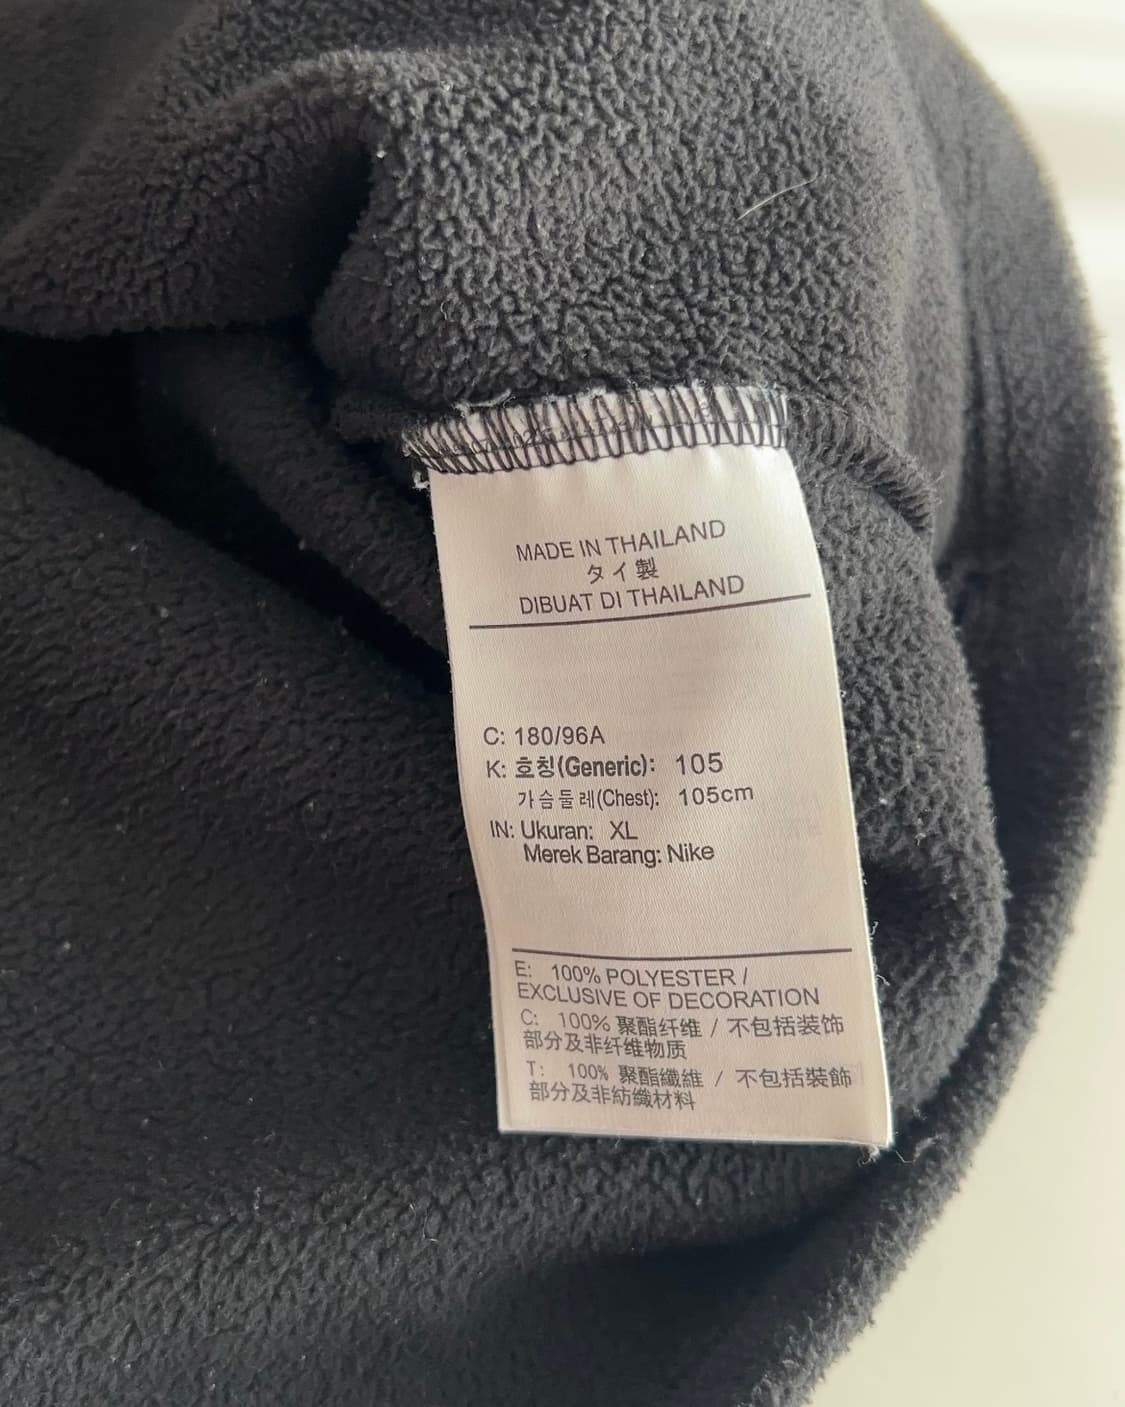 MADE IN THAILAND
タイ製
DIBUAT DI THAILAND
C: 180/96A
K: 호칭(Generic): 105
가슴둘레(Chest): 105cm
IN: Ukuran: XL
Merek Barang: Nike
E: 100% POLYESTER /
EXCLUSIVE OF DECORATION
C: 100% 聚酯纤维 / 不包括装饰
部分及非纤维物质
T: 100% 聚酯纖維 / 不包括裝飾
部分及非紡織材料